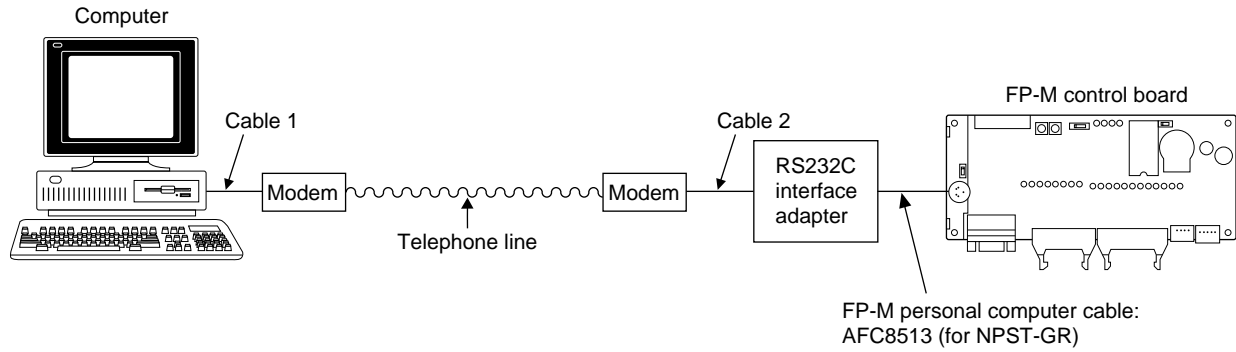 Computer
FP-M control board
Cable 1
Cable 2
Modem
Modem
RS232C
interface
adapter
Telephone line
FP-M personal computer cable:
AFC8513 (for NPST-GR)